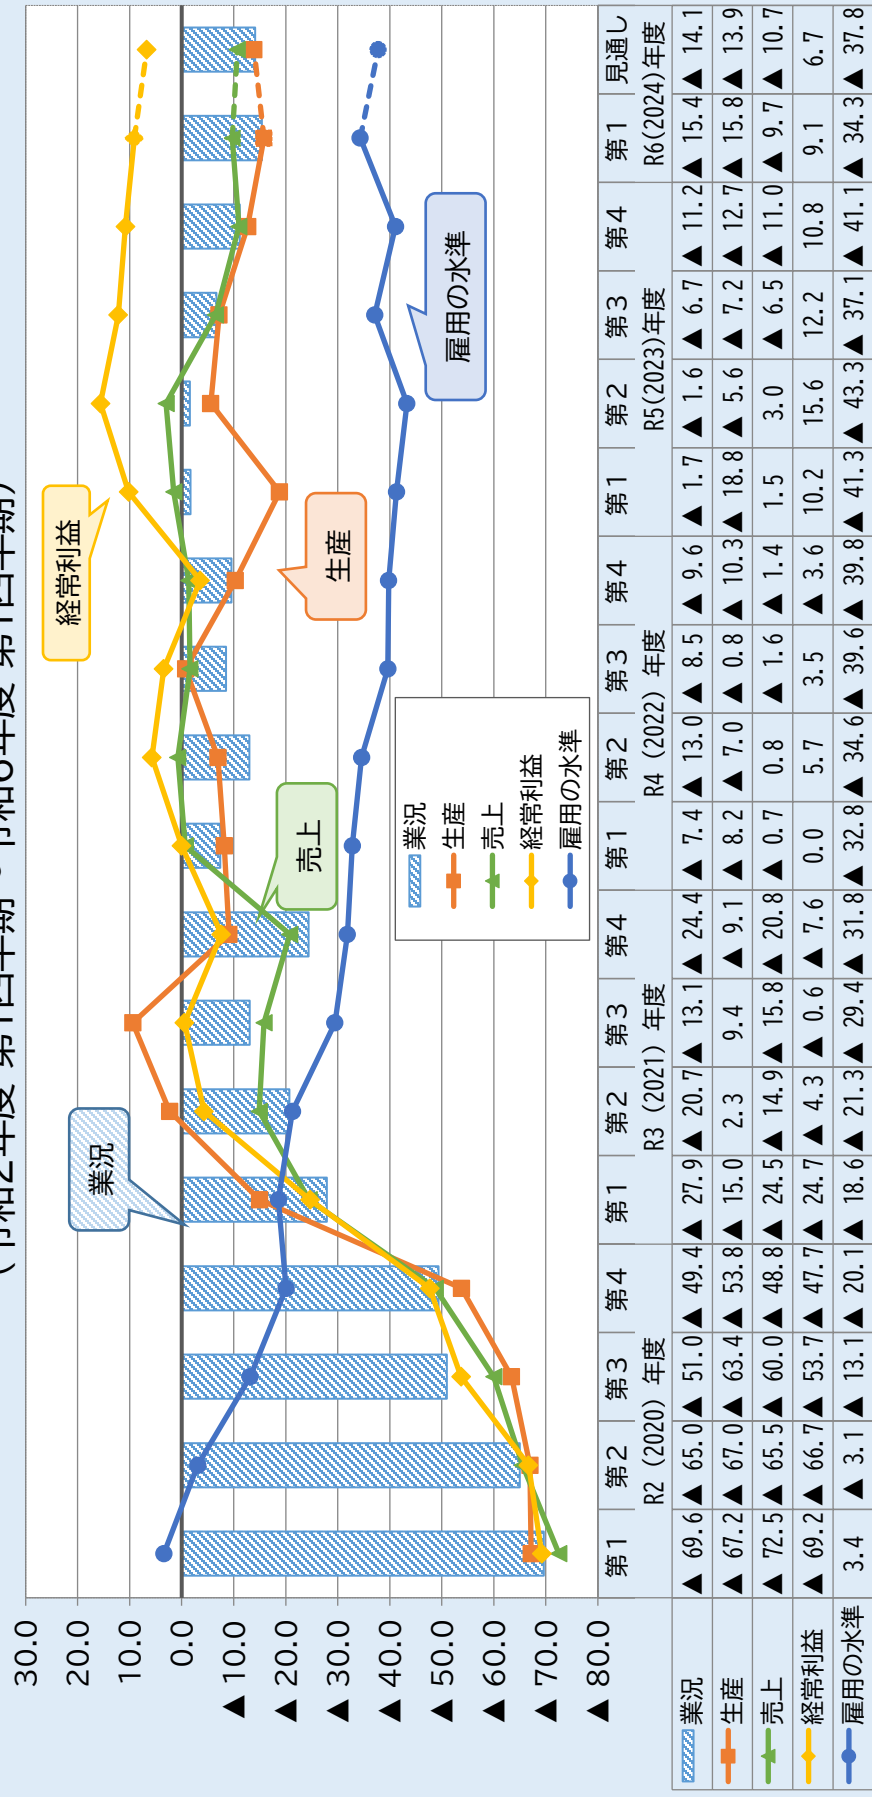 (令和2年度 第1四半期～令和6年度 第1四半期)
30.0
20.0
10.0
0.0
▲ 10.0
▲ 20.0
▲ 30.0
▲ 40.0
▲ 50.0
▲ 60.0
▲ 70.0
▲ 80.0
業況
経常利益
売上
生産
雇用の水準
業況
生産
売上
経常利益
雇用の水準
第1 第2 第3 第4 第1 第2 第3 第4 第1 第2 第3 第4 第1 第2 第3 第4 第1 見通し
R2 (2020) 年度 R3 (2021) 年度 R4 (2022) 年度 R5(2023)年度 R6(2024)年度
業況 ▲ 69.6 ▲ 65.0 ▲ 51.0 ▲ 49.4 ▲ 27.9 ▲ 20.7 ▲ 13.1 ▲ 24.4 ▲ 7.4 ▲ 13.0 ▲ 8.5 ▲ 9.6 ▲ 1.7 ▲ 1.6 ▲ 6.7 ▲ 11.2 ▲ 15.4 ▲ 14.1
生産 ▲ 67.2 ▲ 67.0 ▲ 63.4 ▲ 53.8 ▲ 15.0 2.3 9.4 ▲ 9.1 ▲ 8.2 ▲ 7.0 ▲ 0.8 ▲ 10.3 ▲ 18.8 ▲ 5.6 ▲ 7.2 ▲ 12.7 ▲ 15.8 ▲ 13.9
売上 ▲ 72.5 ▲ 65.5 ▲ 60.0 ▲ 48.8 ▲ 24.5 ▲ 14.9 ▲ 15.8 ▲ 20.8 ▲ 0.7 0.8 ▲ 1.6 ▲ 1.4 1.5 3.0 ▲ 6.5 ▲ 11.0 ▲ 9.7 ▲ 10.7
経常利益 ▲ 69.2 ▲ 66.7 ▲ 53.7 ▲ 47.7 ▲ 24.7 ▲ 4.3 ▲ 0.6 ▲ 7.6 0.0 5.7 3.5 ▲ 3.6 10.2 15.6 12.2 10.8 9.1 6.7
雇用の水準 3.4 ▲ 3.1 ▲ 13.1 ▲ 20.1 ▲ 18.6 ▲ 21.3 ▲ 29.4 ▲ 31.8 ▲ 32.8 ▲ 34.6 ▲ 39.6 ▲ 39.8 ▲ 41.3 ▲ 43.3 ▲ 37.1 ▲ 41.1 ▲ 34.3 ▲ 37.8